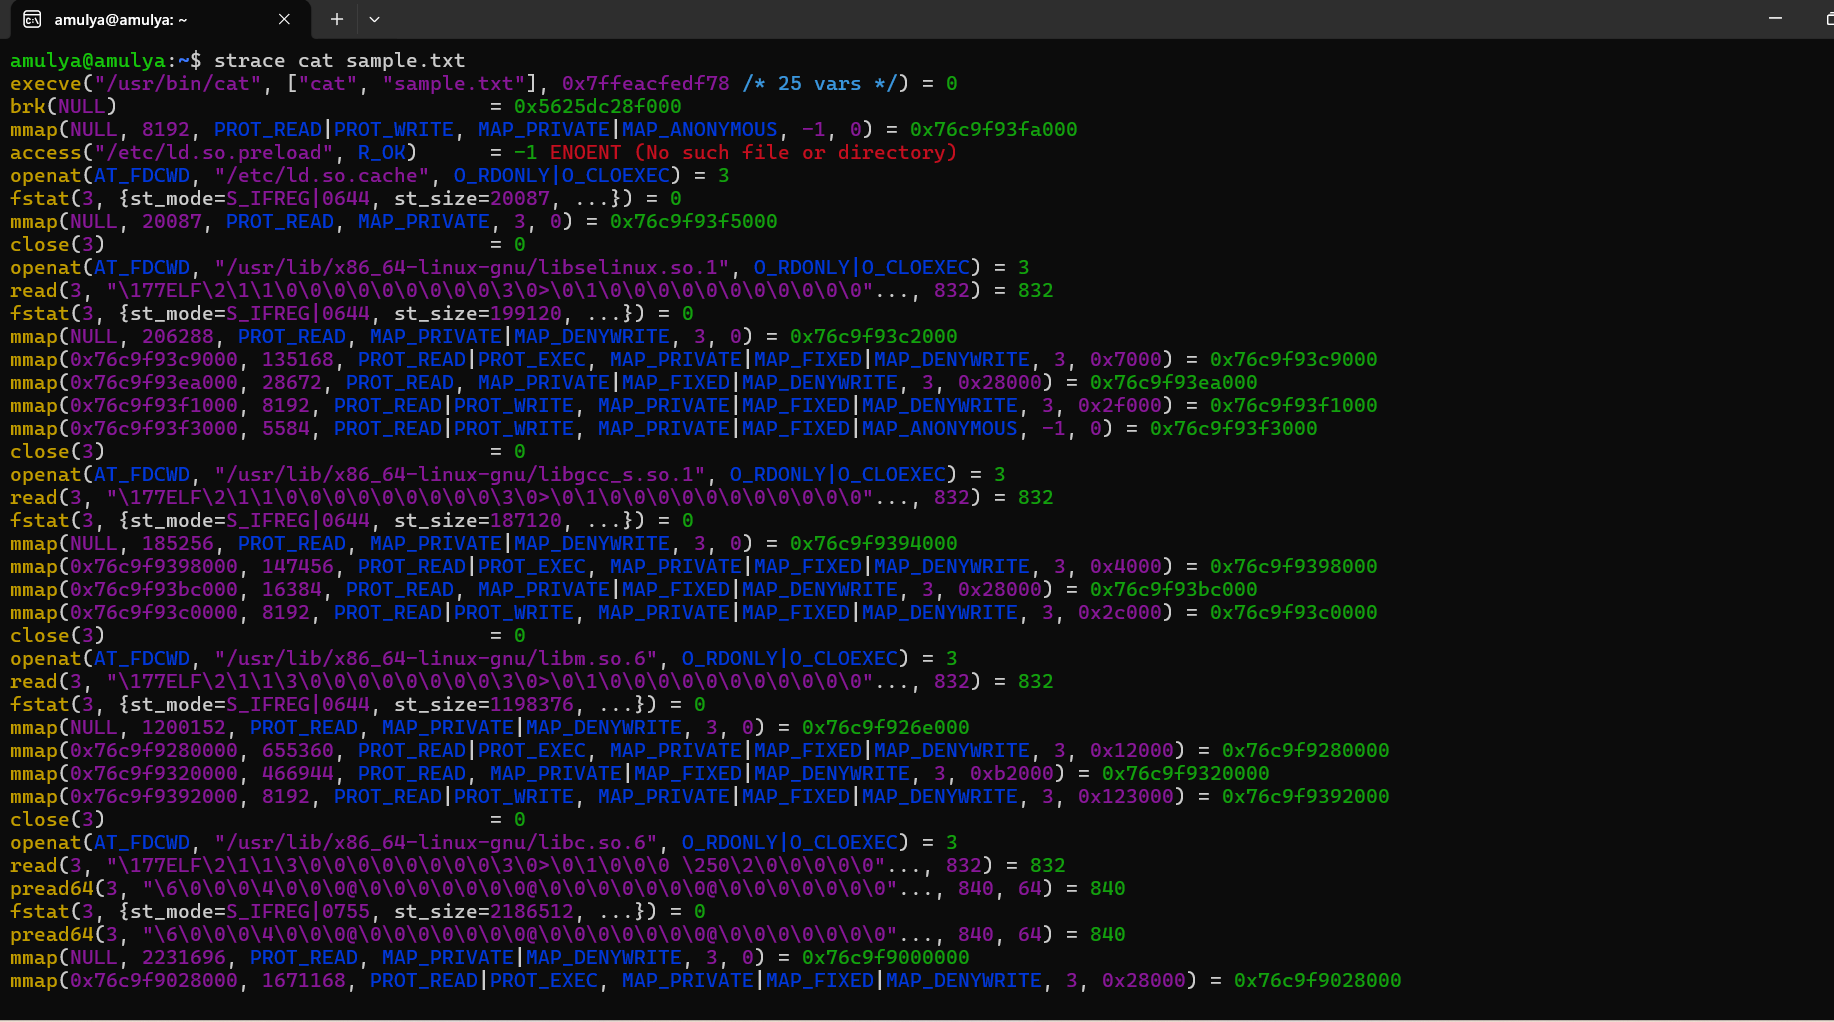 amulya@amulya: ~
amulya@amulya:~$ strace cat sample.txt
execve("/usr/bin/cat", ["cat", "sample.txt"], 0x7ffeacfedf78 /* 25 vars */) = 0
brk(NULL)                               = 0x5625dc28f000
mmap(NULL, 8192, PROT_READ|PROT_WRITE, MAP_PRIVATE|MAP_ANONYMOUS, -1, 0) = 0x76c9f93fa000
access("/etc/ld.so.preload", R_OK)      = -1 ENOENT (No such file or directory)
openat(AT_FDCWD, "/etc/ld.so.cache", O_RDONLY|O_CLOEXEC) = 3
fstat(3, {st_mode=S_IFREG|0644, st_size=20087, ...}) = 0
mmap(NULL, 20087, PROT_READ, MAP_PRIVATE, 3, 0) = 0x76c9f93f5000
close(3)                                = 0
openat(AT_FDCWD, "/usr/lib/x86_64-linux-gnu/libselinux.so.1", O_RDONLY|O_CLOEXEC) = 3
read(3, "\177ELF\2\1\1\0\0\0\0\0\0\0\0\0\3\0>\0\1\0\0\0\0\0\0\0\0\0\0\0"..., 832) = 832
fstat(3, {st_mode=S_IFREG|0644, st_size=199120, ...}) = 0
mmap(NULL, 206288, PROT_READ, MAP_PRIVATE|MAP_DENYWRITE, 3, 0) = 0x76c9f93c2000
mmap(0x76c9f93c9000, 135168, PROT_READ|PROT_EXEC, MAP_PRIVATE|MAP_FIXED|MAP_DENYWRITE, 3, 0x7000) = 0x76c9f93c9000
mmap(0x76c9f93ea000, 28672, PROT_READ, MAP_PRIVATE|MAP_FIXED|MAP_DENYWRITE, 3, 0x28000) = 0x76c9f93ea000
mmap(0x76c9f93f1000, 8192, PROT_READ|PROT_WRITE, MAP_PRIVATE|MAP_FIXED|MAP_DENYWRITE, 3, 0x2f000) = 0x76c9f93f1000
mmap(0x76c9f93f3000, 5584, PROT_READ|PROT_WRITE, MAP_PRIVATE|MAP_FIXED|MAP_ANONYMOUS, -1, 0) = 0x76c9f93f3000
close(3)                                = 0
openat(AT_FDCWD, "/usr/lib/x86_64-linux-gnu/libgcc_s.so.1", O_RDONLY|O_CLOEXEC) = 3
read(3, "\177ELF\2\1\1\0\0\0\0\0\0\0\0\0\3\0>\0\1\0\0\0\0\0\0\0\0\0\0\0"..., 832) = 832
fstat(3, {st_mode=S_IFREG|0644, st_size=187120, ...}) = 0
mmap(NULL, 185256, PROT_READ, MAP_PRIVATE|MAP_DENYWRITE, 3, 0) = 0x76c9f9394000
mmap(0x76c9f9398000, 147456, PROT_READ|PROT_EXEC, MAP_PRIVATE|MAP_FIXED|MAP_DENYWRITE, 3, 0x4000) = 0x76c9f9398000
mmap(0x76c9f93bc000, 16384, PROT_READ, MAP_PRIVATE|MAP_FIXED|MAP_DENYWRITE, 3, 0x28000) = 0x76c9f93bc000
mmap(0x76c9f93c0000, 8192, PROT_READ|PROT_WRITE, MAP_PRIVATE|MAP_FIXED|MAP_DENYWRITE, 3, 0x2c000) = 0x76c9f93c0000
close(3)                                = 0
openat(AT_FDCWD, "/usr/lib/x86_64-linux-gnu/libm.so.6", O_RDONLY|O_CLOEXEC) = 3
read(3, "\177ELF\2\1\1\3\0\0\0\0\0\0\0\0\3\0>\0\1\0\0\0\0\0\0\0\0\0\0\0"..., 832) = 832
fstat(3, {st_mode=S_IFREG|0644, st_size=1198376, ...}) = 0
mmap(NULL, 1200152, PROT_READ, MAP_PRIVATE|MAP_DENYWRITE, 3, 0) = 0x76c9f926e000
mmap(0x76c9f9280000, 655360, PROT_READ|PROT_EXEC, MAP_PRIVATE|MAP_FIXED|MAP_DENYWRITE, 3, 0x12000) = 0x76c9f9280000
mmap(0x76c9f9320000, 466944, PROT_READ, MAP_PRIVATE|MAP_FIXED|MAP_DENYWRITE, 3, 0xb2000) = 0x76c9f9320000
mmap(0x76c9f9392000, 8192, PROT_READ|PROT_WRITE, MAP_PRIVATE|MAP_FIXED|MAP_DENYWRITE, 3, 0x123000) = 0x76c9f9392000
close(3)                                = 0
openat(AT_FDCWD, "/usr/lib/x86_64-linux-gnu/libc.so.6", O_RDONLY|O_CLOEXEC) = 3
read(3, "\177ELF\2\1\1\3\0\0\0\0\0\0\0\0\3\0>\0\1\0\0\0 \250\2\0\0\0\0\0"..., 832) = 832
pread64(3, "\6\0\0\0\4\0\0\0@\0\0\0\0\0\0\0@\0\0\0\0\0\0\0@\0\0\0\0\0\0\0"..., 840, 64) = 840
fstat(3, {st_mode=S_IFREG|0755, st_size=2186512, ...}) = 0
pread64(3, "\6\0\0\0\4\0\0\0@\0\0\0\0\0\0\0@\0\0\0\0\0\0\0@\0\0\0\0\0\0\0"..., 840, 64) = 840
mmap(NULL, 2231696, PROT_READ, MAP_PRIVATE|MAP_DENYWRITE, 3, 0) = 0x76c9f9000000
mmap(0x76c9f9028000, 1671168, PROT_READ|PROT_EXEC, MAP_PRIVATE|MAP_FIXED|MAP_DENYWRITE, 3, 0x28000) = 0x76c9f9028000